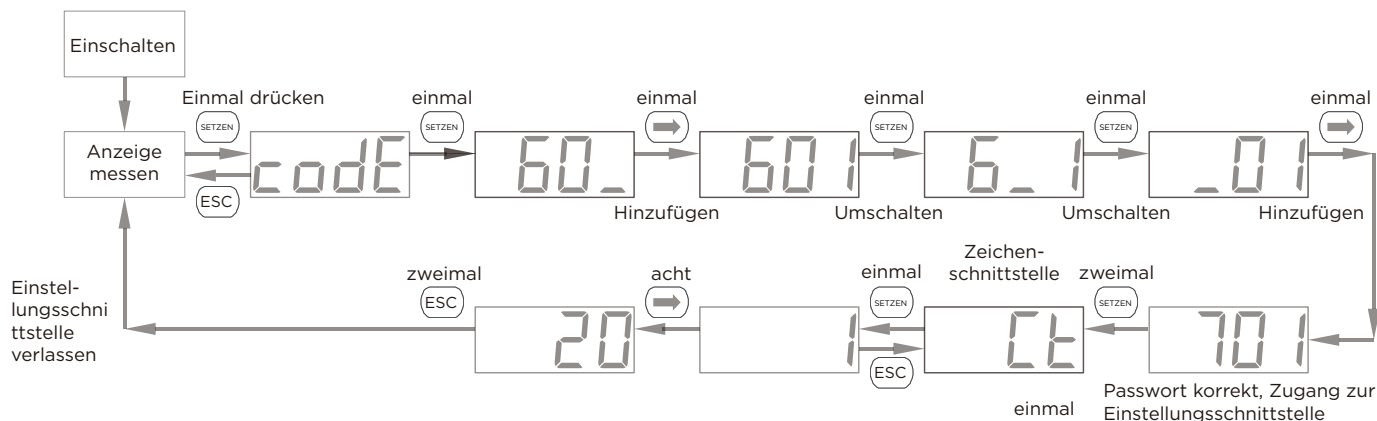 Einschalten
Einmal drücken
einmal
einmal
einmal
einmal
einmal
SETZEN
SETZEN
SETZEN
SETZEN
Anzeige
messen
codE
60_
601
6_1
_01
ESC
Hinzufügen
Umschalten
Umschalten
Hinzufügen
Zeichen-
schnittstelle
zweimal
acht
einmal
zweimal
ESC
SETZEN
SETZEN
Einstel-
lungsschni
ttstelle
verlassen
20
1
Ct
701
ESC
einmal
Passwort korrekt, Zugang zur
Einstellungsschnittstelle